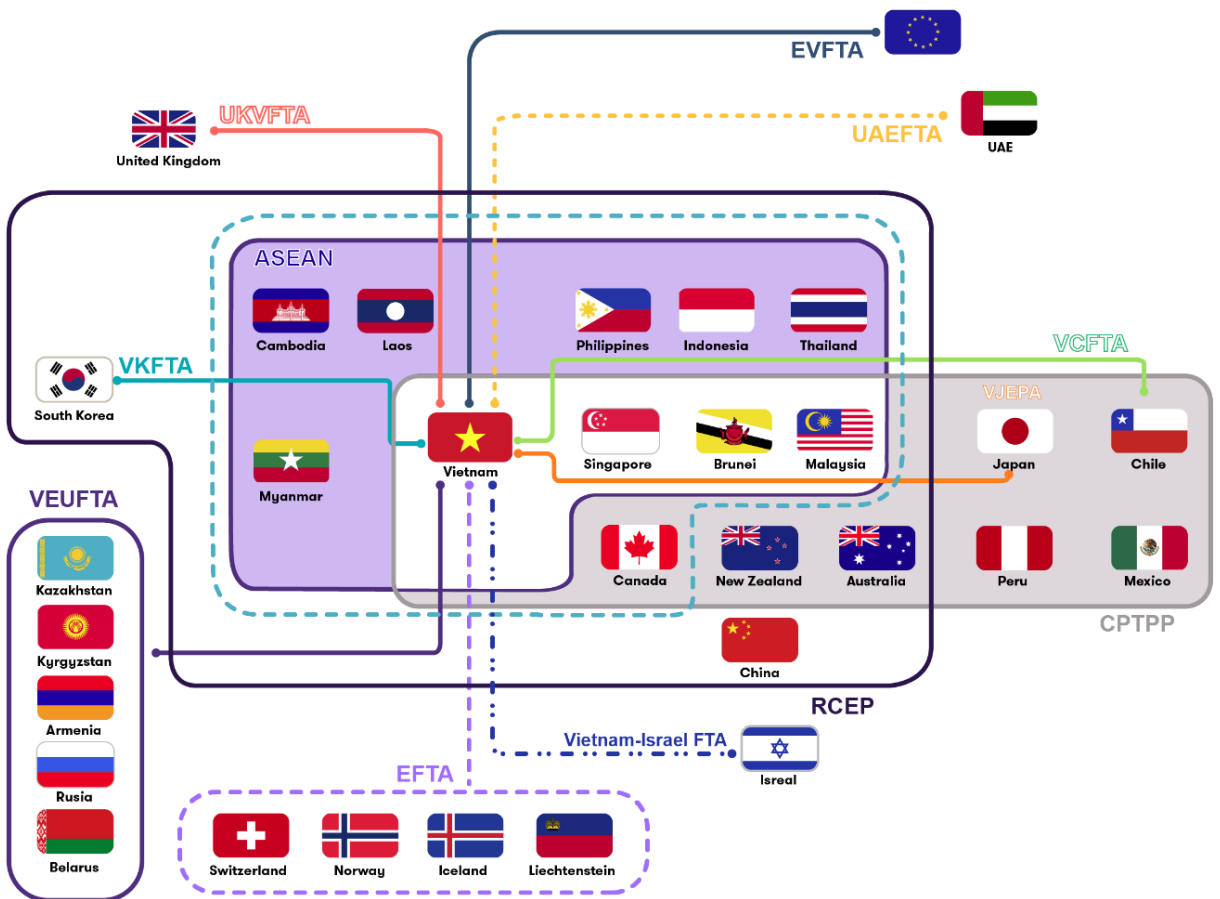 EVFTA
UKVFTA
UAEFTA
United Kingdom
UAE
ASEAN
Cambodia
Laos
Philippines
Indonesia
Thailand
VCFTA
VKFTA
VJEPA
South Korea
Vietnam
Singapore
Brunei
Malaysia
Japan
Chile
Myanmar
VEUFTA
Canada
New Zealand
Australia
Peru
Mexico
Kazakhstan
CPTPP
Kyrgyzstan
China
RCEP
Armenia
Vietnam-Israel FTA
Isreal
EFTA
Rusia
Belarus
Switzerland
Norway
Iceland
Liechtenstein